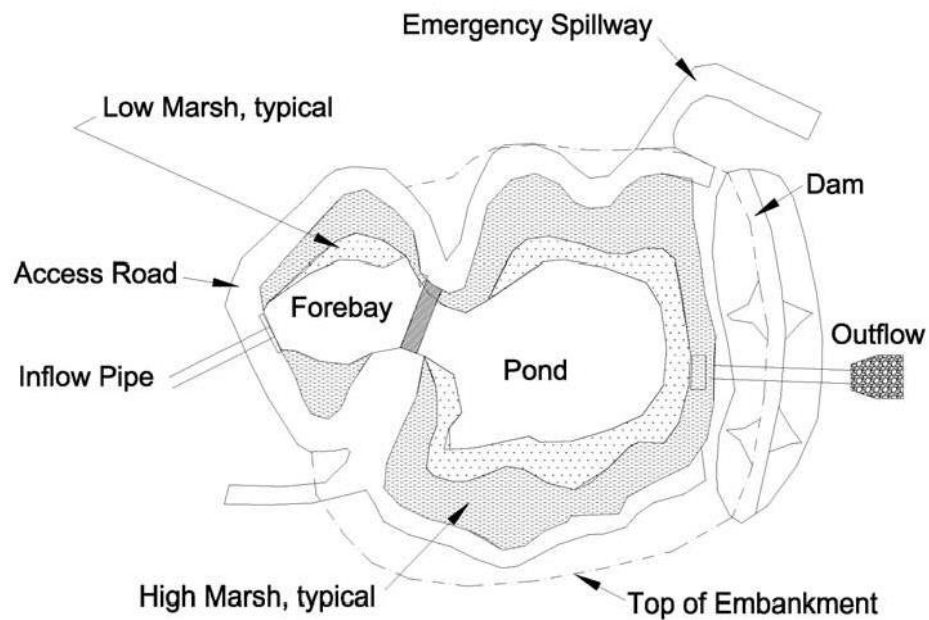 Emergency Spillway
Low Marsh, typical
Dam
Access Road
Forebay
Outflow
Inflow Pipe
Pond
High Marsh, typical
Top of Embankment